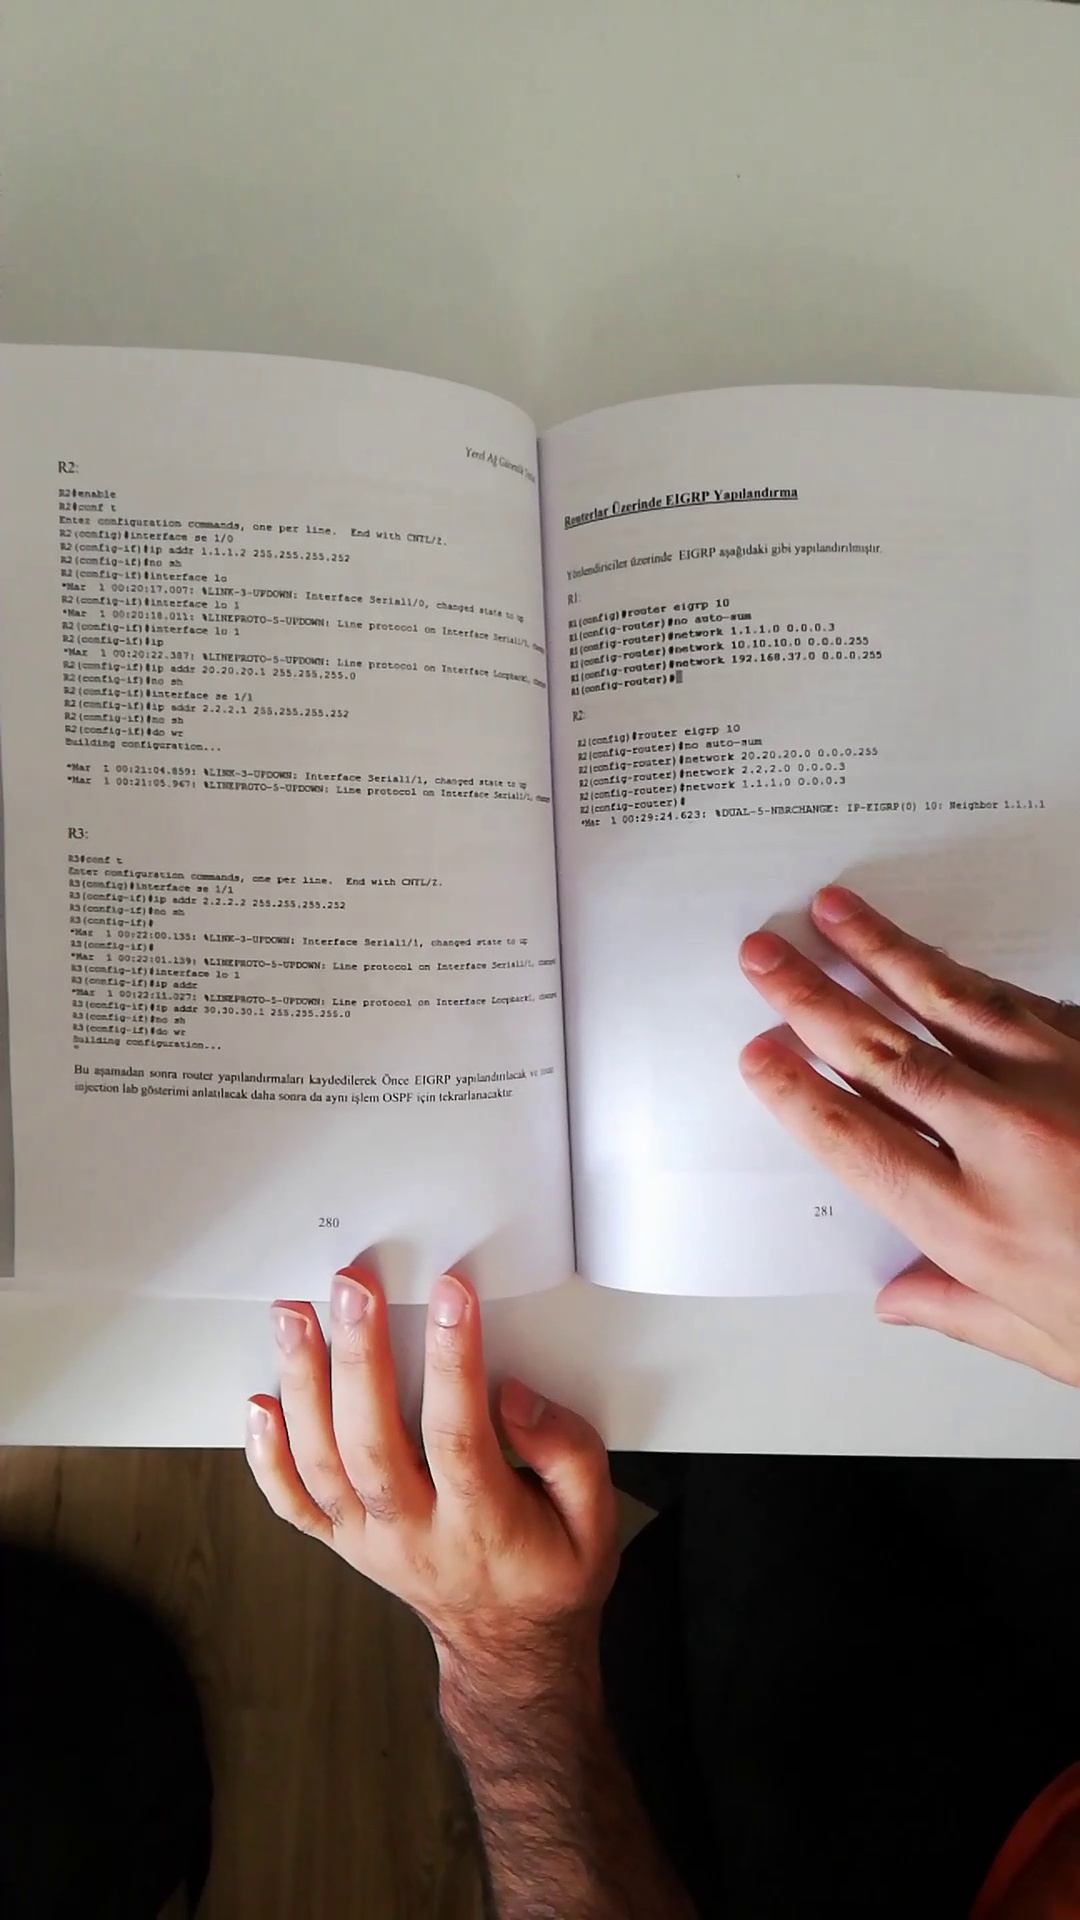 Yerel Ağ Güvenlik
R2:
R2#enable
R2#conf t
Enter configuration commands, one per line.  End with CNTL/Z.
R2(config)#interface se 1/0
R2(config-if)#ip addr 1.1.1.2 255.255.255.252
R2(config-if)#no sh
R2(config-if)#interface lo
*Mar  1 00:20:17.007: %LINK-3-UPDOWN: Interface Serial1/0, changed state to up
R2(config-if)#interface lo 1
*Mar  1 00:20:18.011: %LINEPROTO-5-UPDOWN: Line protocol on Interface
R2(config-if)#interface lo 1
R2(config-if)#ip
*Mar  1 00:20:22.387: %LINEPROTO-5-UPDOWN: Line protocol on Interface Loopback1,
R2(config-if)#ip addr 20.20.20.1 255.255.255.0
R2(config-if)#no sh
R2(config-if)#interface se 1/1
R2(config-if)#ip addr 2.2.2.1 255.255.255.252
R2(config-if)#no sh
R2(config-if)#do wr
Building configuration...
*Mar  1 00:21:04.859: %LINK-3-UPDOWN: Interface Serial1/1, changed state to up
*Mar  1 00:21:05.967: %LINEPROTO-5-UPDOWN: Line protocol on Interface Serial1/1,
R3:
R3#conf t
Enter configuration commands, one per line.  End with CNTL/Z.
R3(config)#interface se 1/1
R3(config-if)#ip addr 2.2.2.2 255.255.255.252
R3(config-if)#no sh
R3(config-if)#
*Mar  1 00:22:00.135: %LINK-3-UPDOWN: Interface Serial1/1, changed state to up
R3(config-if)#
*Mar  1 00:22:01.139: %LINEPROTO-5-UPDOWN: Line protocol on Interface Serial1/1,
R3(config-if)#interface lo 1
R3(config-if)#ip addr
*Mar  1 00:22:11.027: %LINEPROTO-5-UPDOWN: Line protocol on Interface Loopback1,
R3(config-if)#ip addr 30.30.30.1 255.255.255.0
R3(config-if)#no sh
R3(config-if)#do wr
Building configuration...
Bu aşamadan sonra router yapılandırmaları kaydedilerek Önce EIGRP yapılandırılacak ve
injection lab gösterimi anlatılacak daha sonra da aynı işlem OSPF için tekrarlanacaktır.
280
Routerlar Üzerinde EIGRP Yapılandırma
Yönlendiriciler üzerinde EIGRP aşağıdaki gibi yapılandırılmıştır.
R1:
R1(config)#router eigrp 10
R1(config-router)#no auto-sum
R1(config-router)#network 1.1.1.0 0.0.0.3
R1(config-router)#network 10.10.10.0 0.0.0.255
R1(config-router)#network 192.168.37.0 0.0.0.255
R1(config-router)#
R2:
R2(config)#router eigrp 10
R2(config-router)#no auto-sum
R2(config-router)#network 20.20.20.0 0.0.0.255
R2(config-router)#network 2.2.2.0 0.0.0.3
R2(config-router)#network 1.1.1.0 0.0.0.3
R2(config-router)#
*Mar  1 00:29:24.623: %DUAL-5-NBRCHANGE: IP-EIGRP(0) 10: Neighbor 1.1.1.1
281